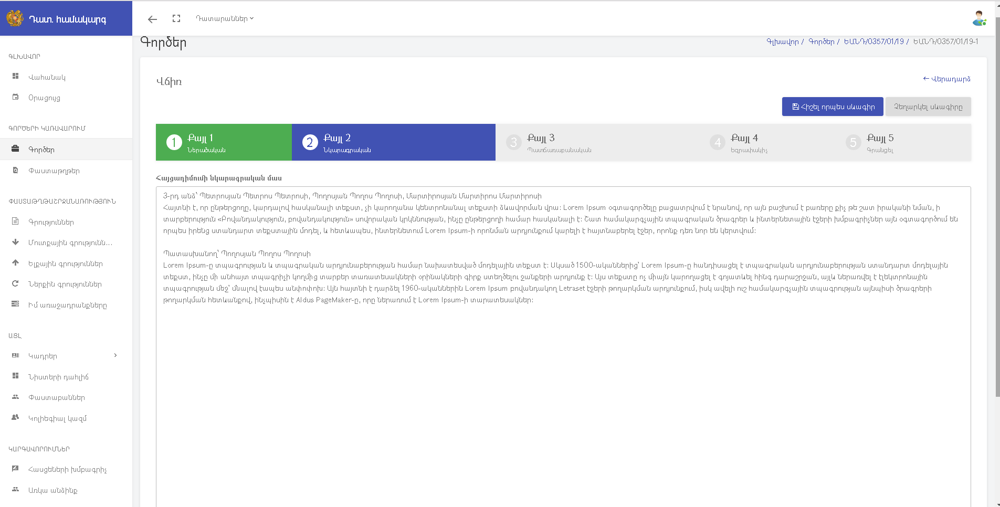 Դատ. համակարգ
Դատարաններ
ԳԼԽԱՎՈՐ
Վահանակ
Օրացույց
ԳՈՐԾԵՐԻ ԿԱՌԱՎԱՐՈՒՄ
Գործեր
Փաստաթղթեր
ՓԱՍՏԱԹՂԹԱՇՐՋԱՆԱՌՈՒԹՅՈՒՆ
Գրություններ
Մուտքային գրությունն...
Ելքային գրություններ
Ներքին գրություններ
Իմ առաջադրանքները
ԱՅԼ
Կադրեր
Նիստերի դահլիճ
Փաստաբաններ
Կոլիեգիալ կազմ
ԿԱՐԳԱՎՈՐՈՒՄՆԵՐ
Հասցեների խմբագրիչ
Առկա անձինք
Գործեր
Գլխավոր / Գործեր / ԵԱՆԴ/0357/01/19 / ԵԱՆԴ/0357/01/19-1
Վճիռ
← Վերադարձ
Հիշել որպես սևագիր
Չեղարկել սևագիրը
1 Քայլ 1
Ներածական
2 Քայլ 2
Նկարագրական
3 Քայլ 3
Պատճառաբանական
4 Քայլ 4
Եզրափակիչ
5 Քայլ 5
Գրանցել
Հայցադիմումի նկարագրական մաս
3-րդ անձ՝ Պետրոսյան Պետրոս Պետրոսի, Պողոսյան Պողոս Պողոսի, Մարտիրոսյան Մարտիրոս Մարտիրոսի
Հայտնի է, որ ընթերցողը, կարդալով հասկանալի տեքստ, չի կարողանա կենտրոնանալ տեքստի ձևավորման վրա: Lorem Ipsum օգտագործելը բացատրվում է նրանով, որ այն բաշխում է բառերը քիչ թե շատ իրականի նման, ի
տարբերություն «Բովանդակություն, բովանդակություն» սովորական կրկննության, ինչը ընթերցողի համար հասկանալի է: Շատ համակարգչային տպագրական ծրագրեր և ինտերնետային էջերի խմբագրիչներ այն օգտագործում են
որպես իրենց ստանդարտ տեքստային մոդել, և հետևապես, ինտերնետում Lorem Ipsum-ի որոնման արդյունքում կարելի է հայտնաբերել էջեր, որոնք դեռ նոր են կերտվում:
Պատասխանող՝ Պողոսյան Պողոս Պողոսի
Lorem Ipsum-ը տպագրության և տպագրական արդյունաբերության համար նախատեսված մոդելային տեքստ է: Սկսած 1500-ականներից՝ Lorem Ipsum-ը հանդիսացել է տպագրական արդյունաբերության ստանդարտ մոդելային
տեքստ, ինչը մի անհայտ տպագրիչի կողմից տարբեր տառատեսակների օրինակների գիրք ստեղծելու ջանքերի արդյունք է: Այս տեքստը ոչ միայն կարողացել է գոյատևել հինգ դարաշրջան, այլև ներառվել է էլեկտրոնային
տպագրության մեջ՝ մնալով էապես անփոփոխ: Այն հայտնի է դարձել 1960-ականներին Lorem Ipsum բովանդակող Letraset էջերի թողարկման արդյունքում, իսկ ավելի ուշ համակարգչային տպագրության այնպիսի ծրագրերի
թողարկման հետևանքով, ինչպիսին է Aldus PageMaker-ը, որը ներառում է Lorem Ipsum-ի տարատեսակներ: